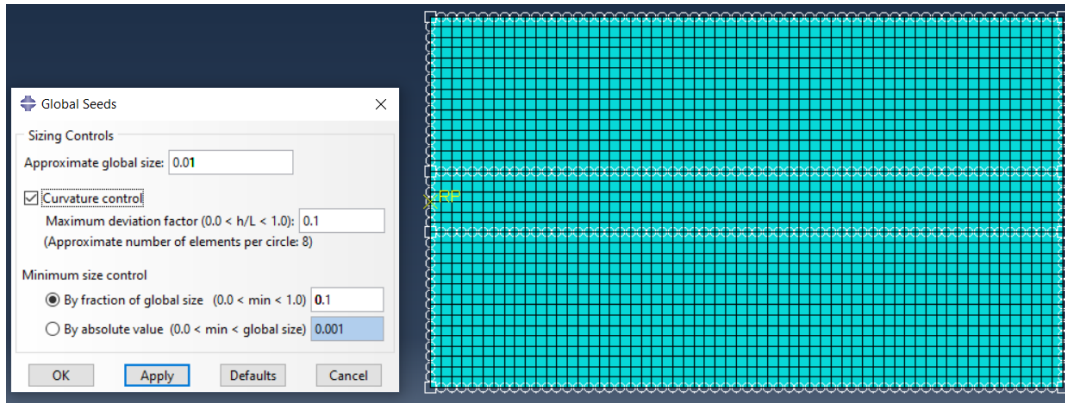 Global Seeds
Sizing Controls
Approximate global size: 0.01
Curvature control
Maximum deviation factor (0.0 < h/L < 1.0): 0.1
(Approximate number of elements per circle: 8)
Minimum size control
By fraction of global size (0.0 < min < 1.0) 0.1
By absolute value (0.0 < min < global size) 0.001
OK Apply Defaults Cancel
RP